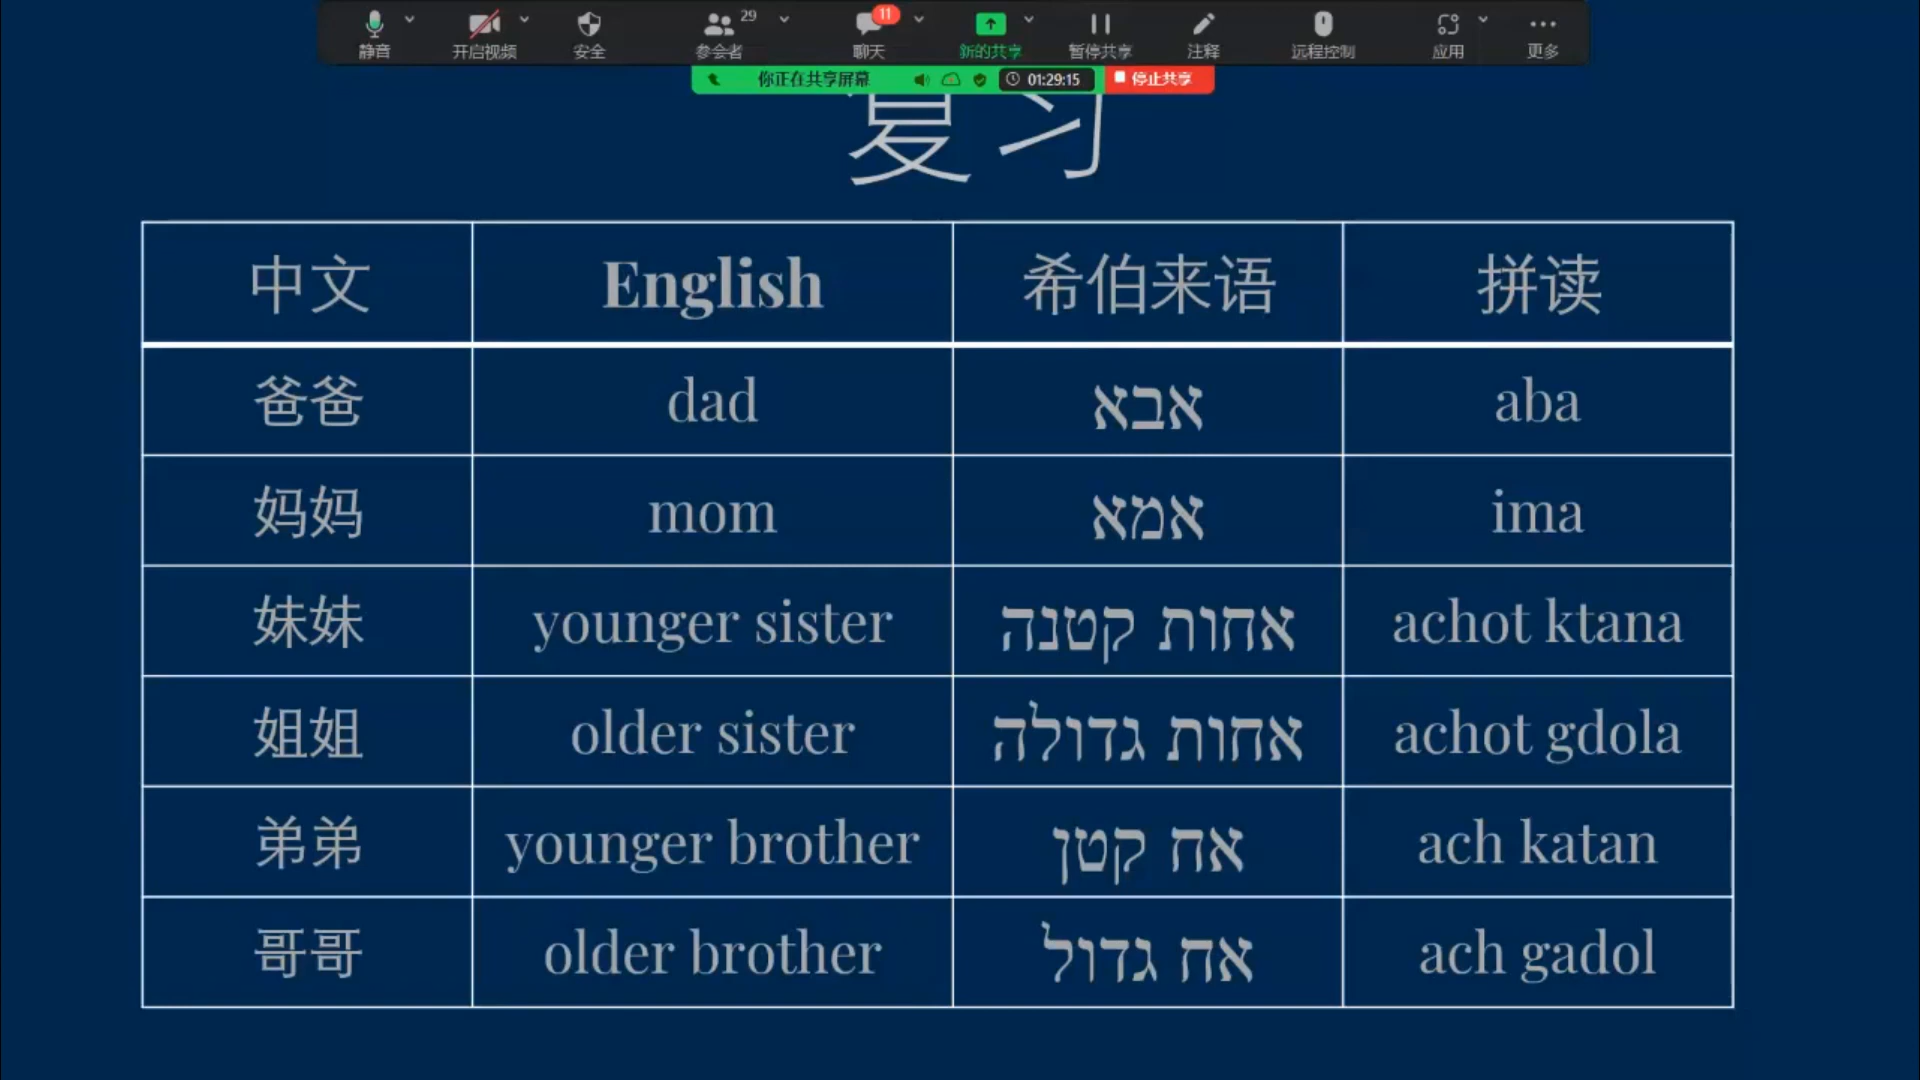 29
11
静音
开启视频
安全
参会者
聊天
新的共享
暂停共享
注释
远程控制
应用
更多
你正在共享屏幕
01:29:15
停止共享
复习
中文 English 希伯来语 拼读
爸爸 dad אבא aba
妈妈 mom אמא ima
妹妹 younger sister אחות קטנה achot ktana
姐姐 older sister אחות גדולה achot gdola
弟弟 younger brother אח קטן ach katan
哥哥 older brother אח גדול ach gadol